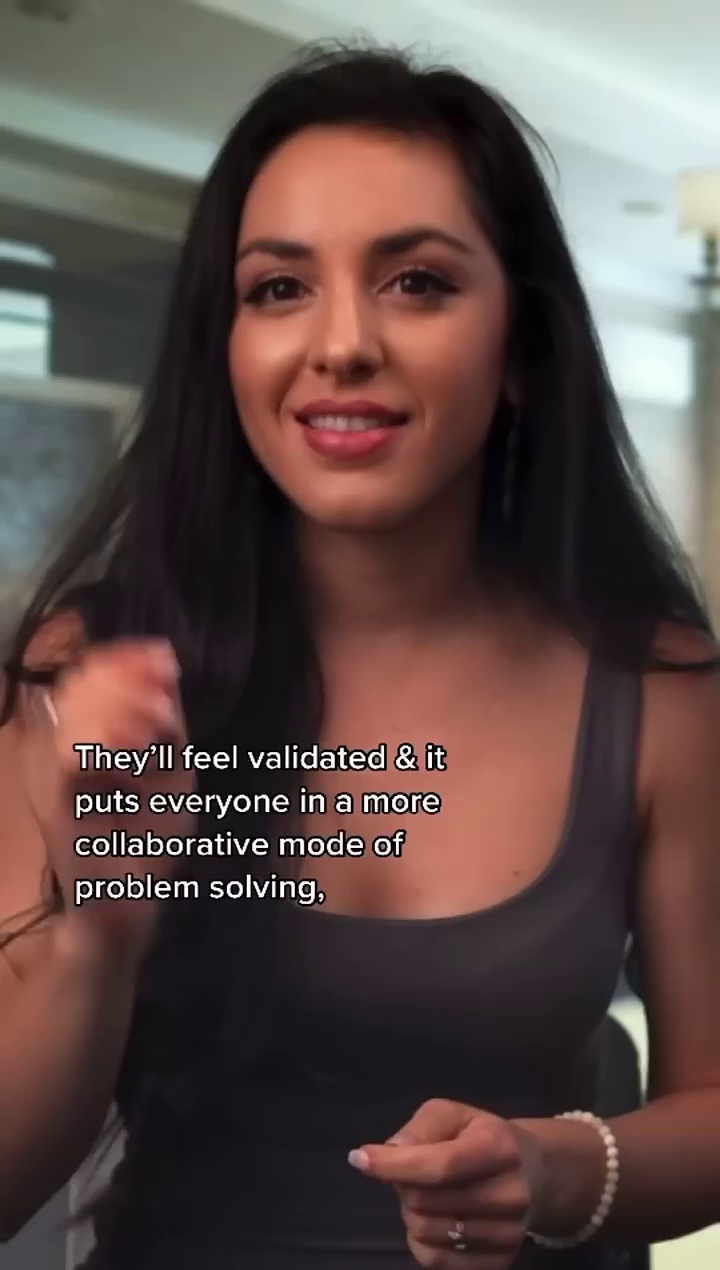 They’ll feel validated & it
puts everyone in a more
collaborative mode of
problem solving,